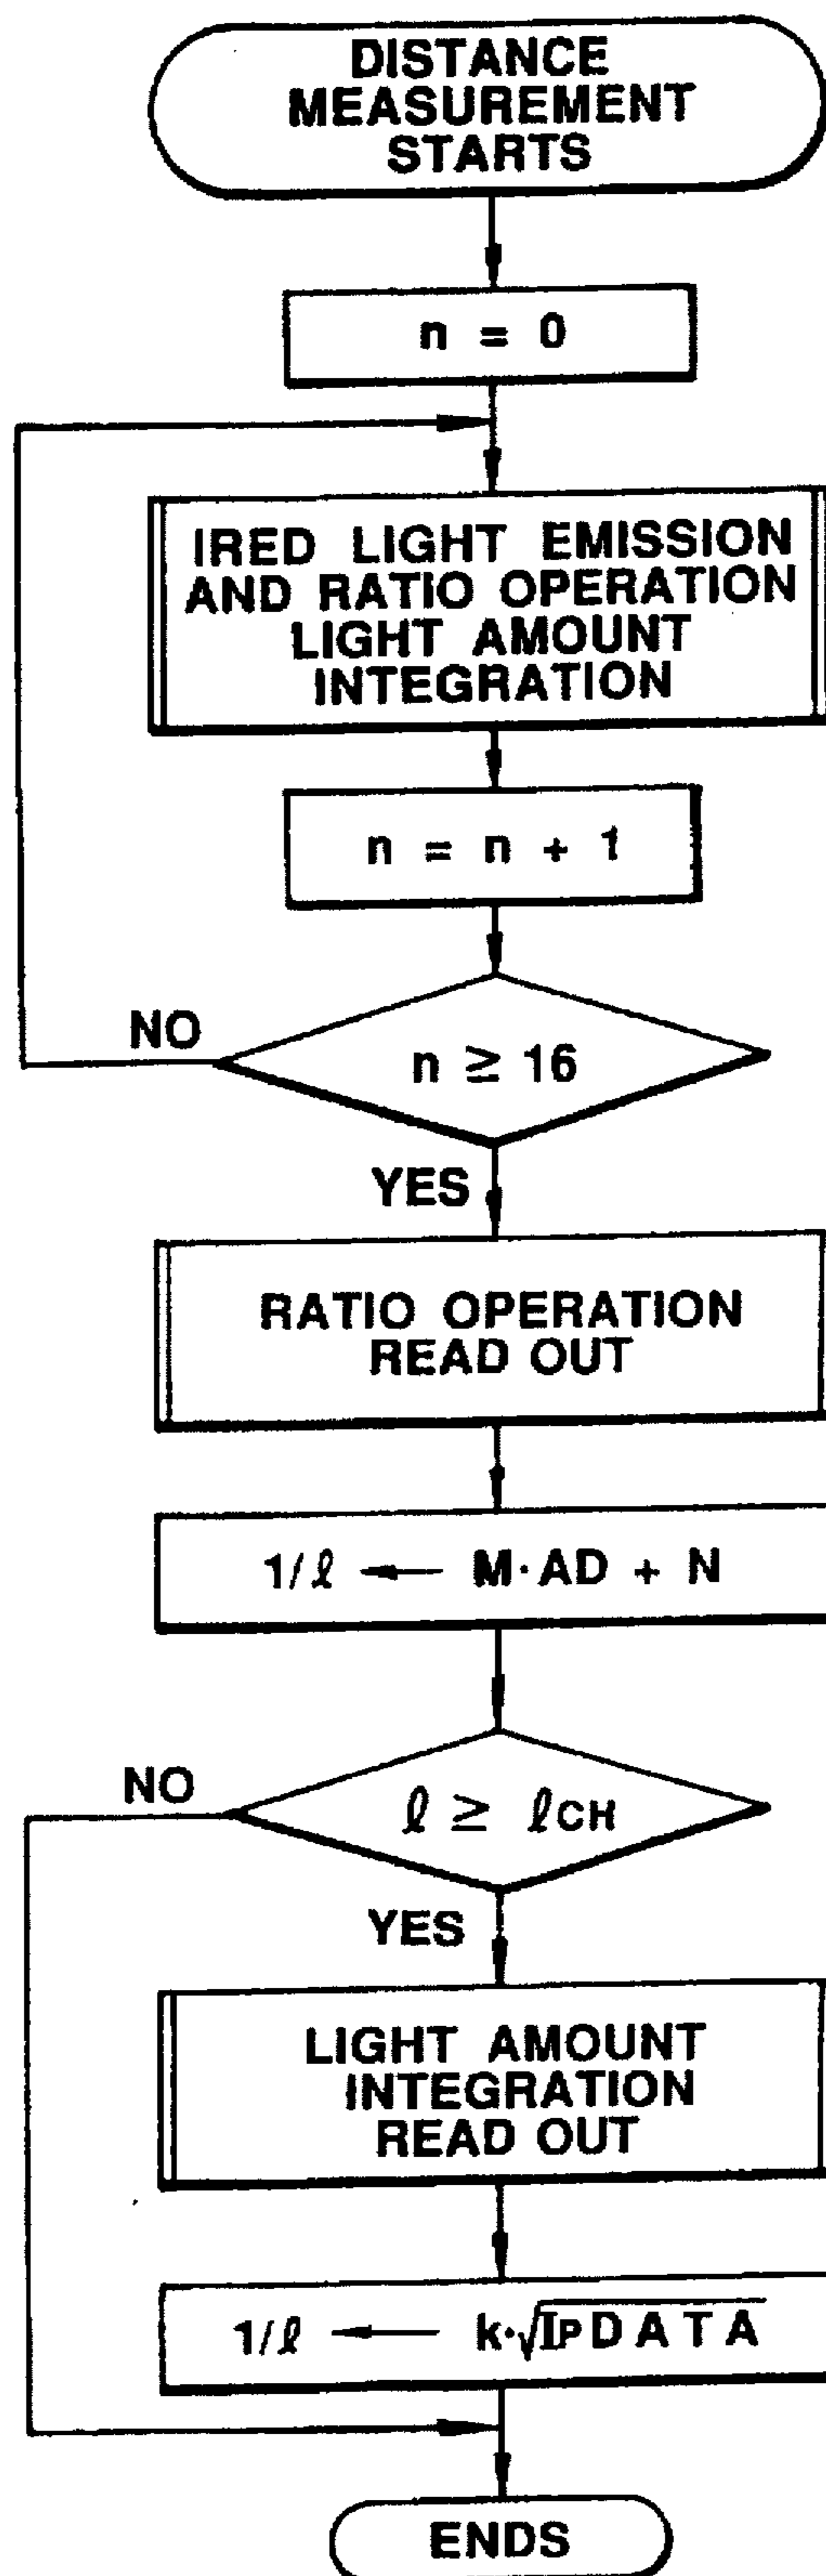 DISTANCE
MEASUREMENT
STARTS
n = 0
IRED LIGHT EMISSION
AND RATIO OPERATION
LIGHT AMOUNT
INTEGRATION
n = n + 1
NO
n ≥ 16
YES
RATIO OPERATION
READ OUT
1/ℓ ← M·AD + N
NO
ℓ ≥ ℓCH
YES
LIGHT AMOUNT
INTEGRATION
READ OUT
1/ℓ ← k·√IPDATA
ENDS